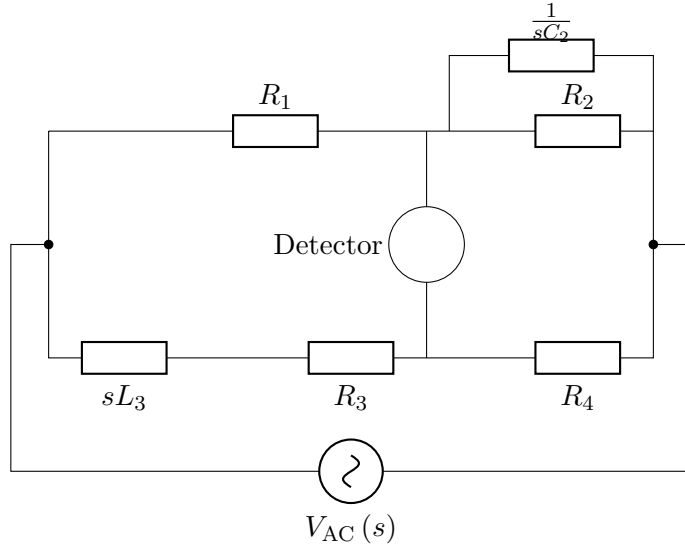 1/(sC₂)
R₁
R₂
Detector
sL₃
R₃
R₄
V_AC (s)